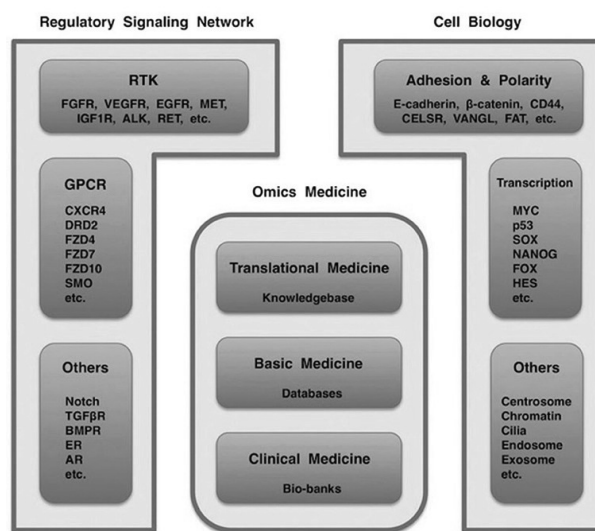 Regulatory Signaling Network
RTK
FGFR, VEGFR, EGFR, MET,
IGF1R, ALK, RET, etc.
GPCR
CXCR4
DRD2
FZD4
FZD7
FZD10
SMO
etc.
Others
Notch
TGFβR
BMPR
ER
AR
etc.
Omics Medicine
Translational Medicine
Knowledgebase
Basic Medicine
Databases
Clinical Medicine
Bio-banks
Cell Biology
Adhesion & Polarity
E-cadherin, β-catenin, CD44,
CELSR, VANGL, FAT, etc.
Transcription
MYC
p53
SOX
NANOG
FOX
HES
etc.
Others
Centrosome
Chromatin
Cilia
Endosome
Exosome
etc.